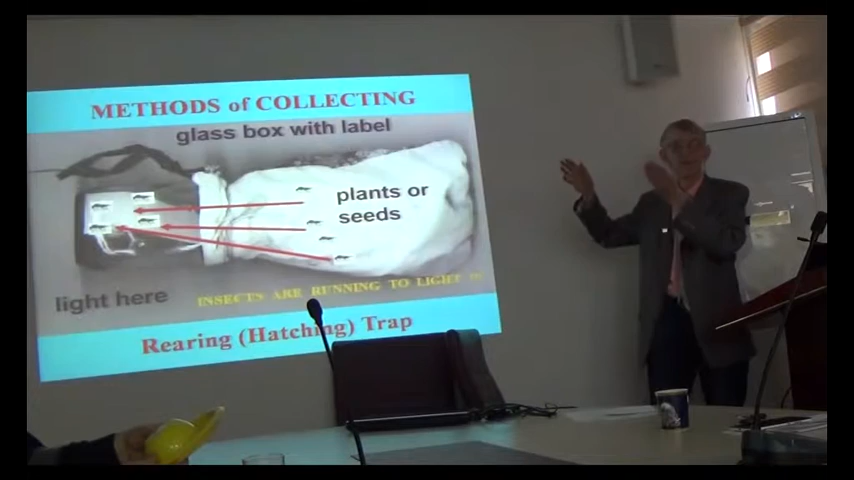 METHODS of COLLECTING
glass box with label
plants or
seeds
light here
INSECTS ARE RUNNING TO LIGHT
Rearing (Hatching) Trap